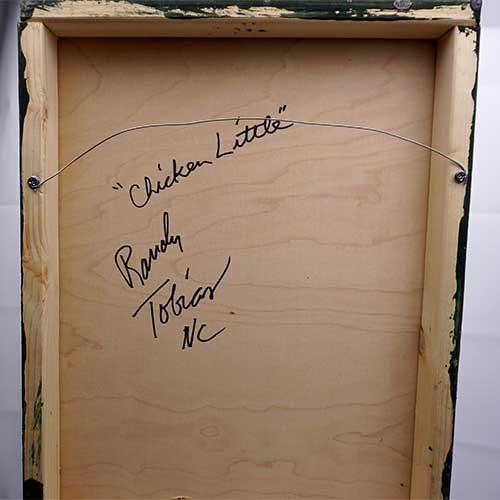 "Chicken Little"
Randy
Tobias
NC